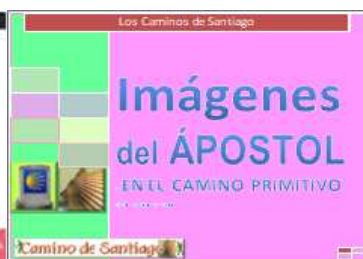 Los Caminos de Santiago
Imágenes
del ÁPOSTOL
EN EL CAMINO PRIMITIVO
Camino de Santiago